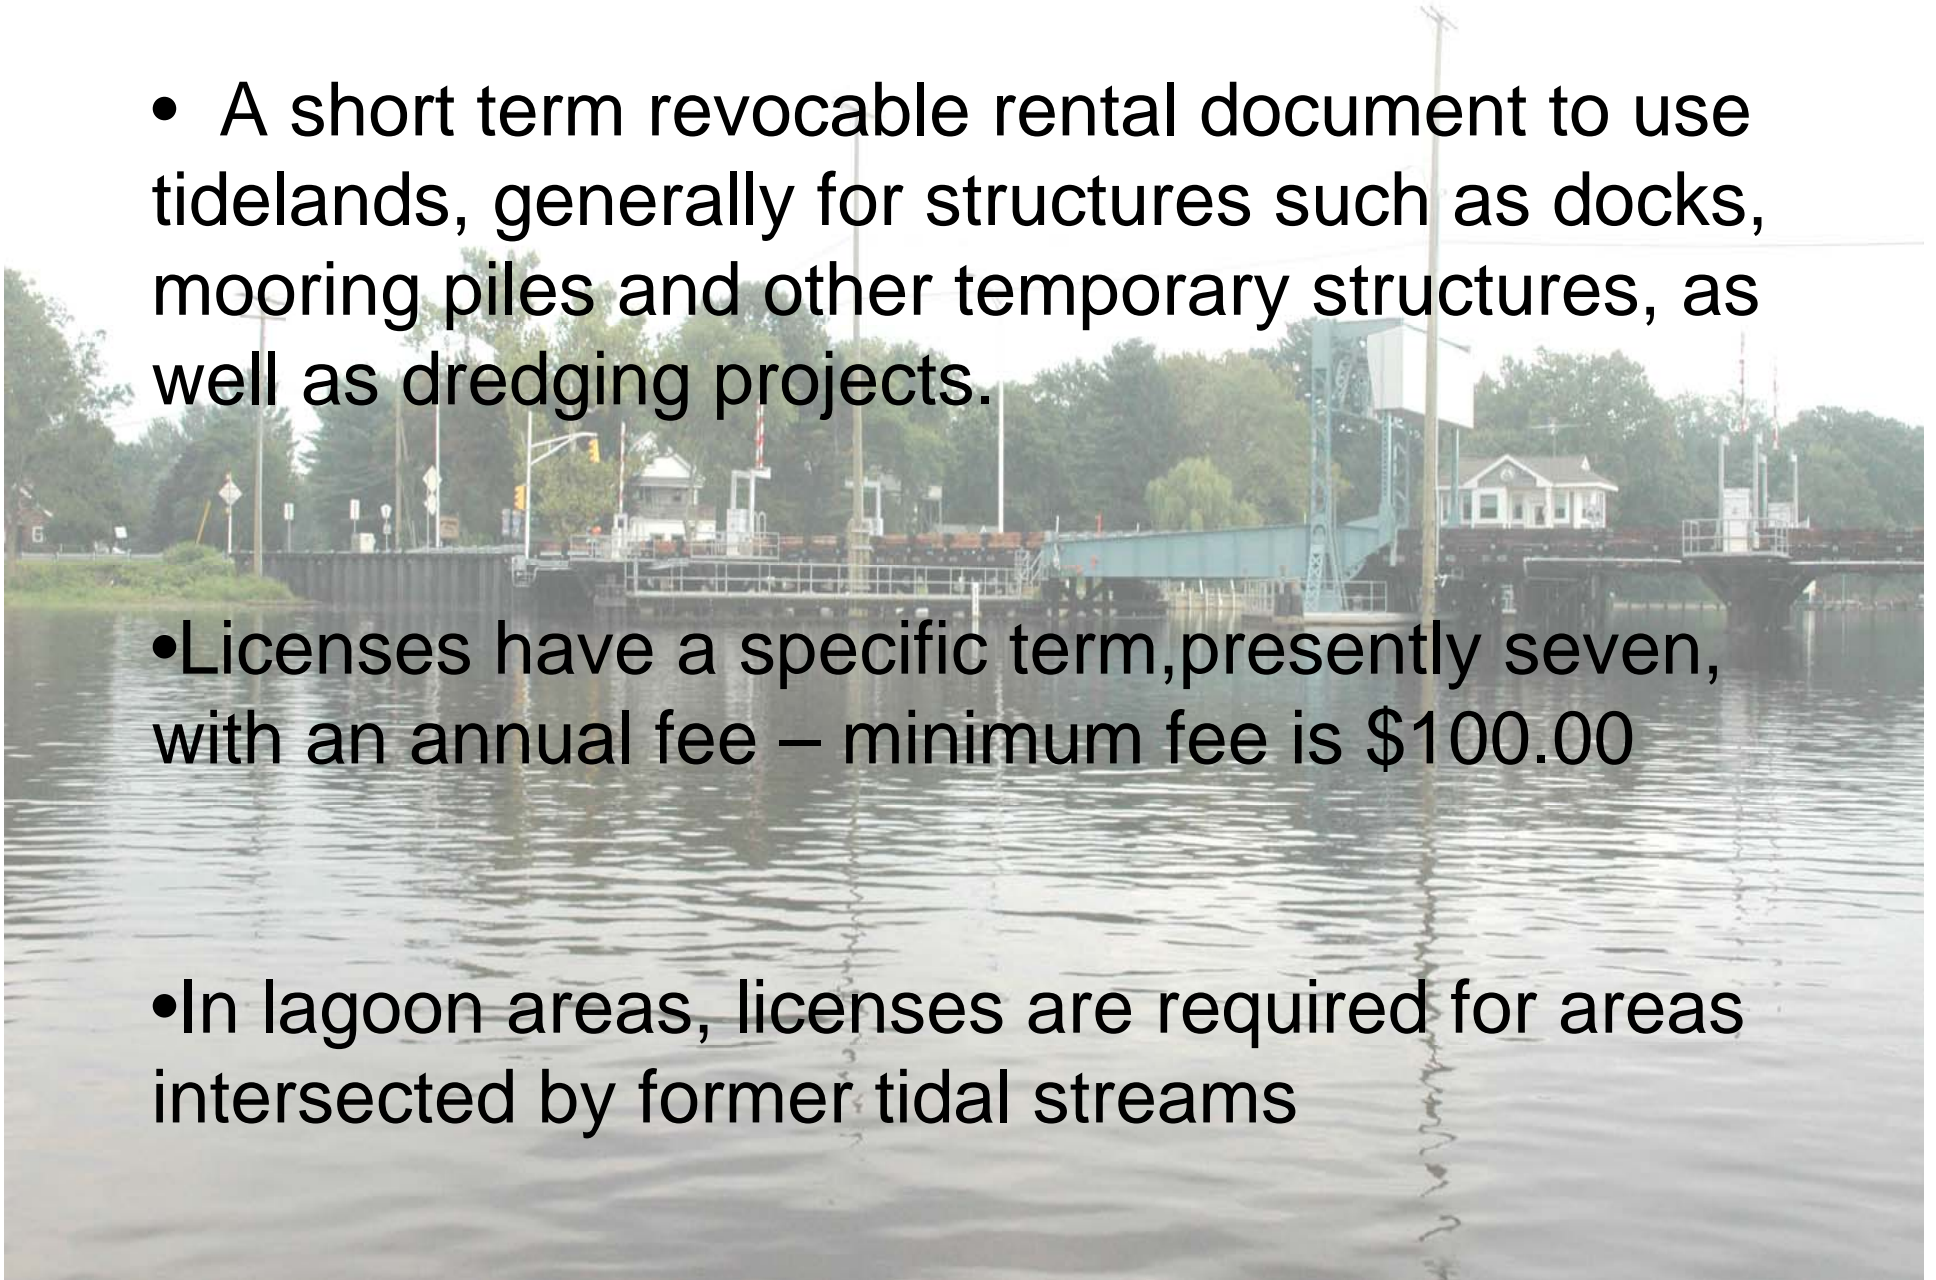 • A short term revocable rental document to use
tidelands, generally for structures such as docks,
mooring piles and other temporary structures, as
well as dredging projects.
•Licenses have a specific term,presently seven,
with an annual fee – minimum fee is $100.00
•In lagoon areas, licenses are required for areas
intersected by former tidal streams